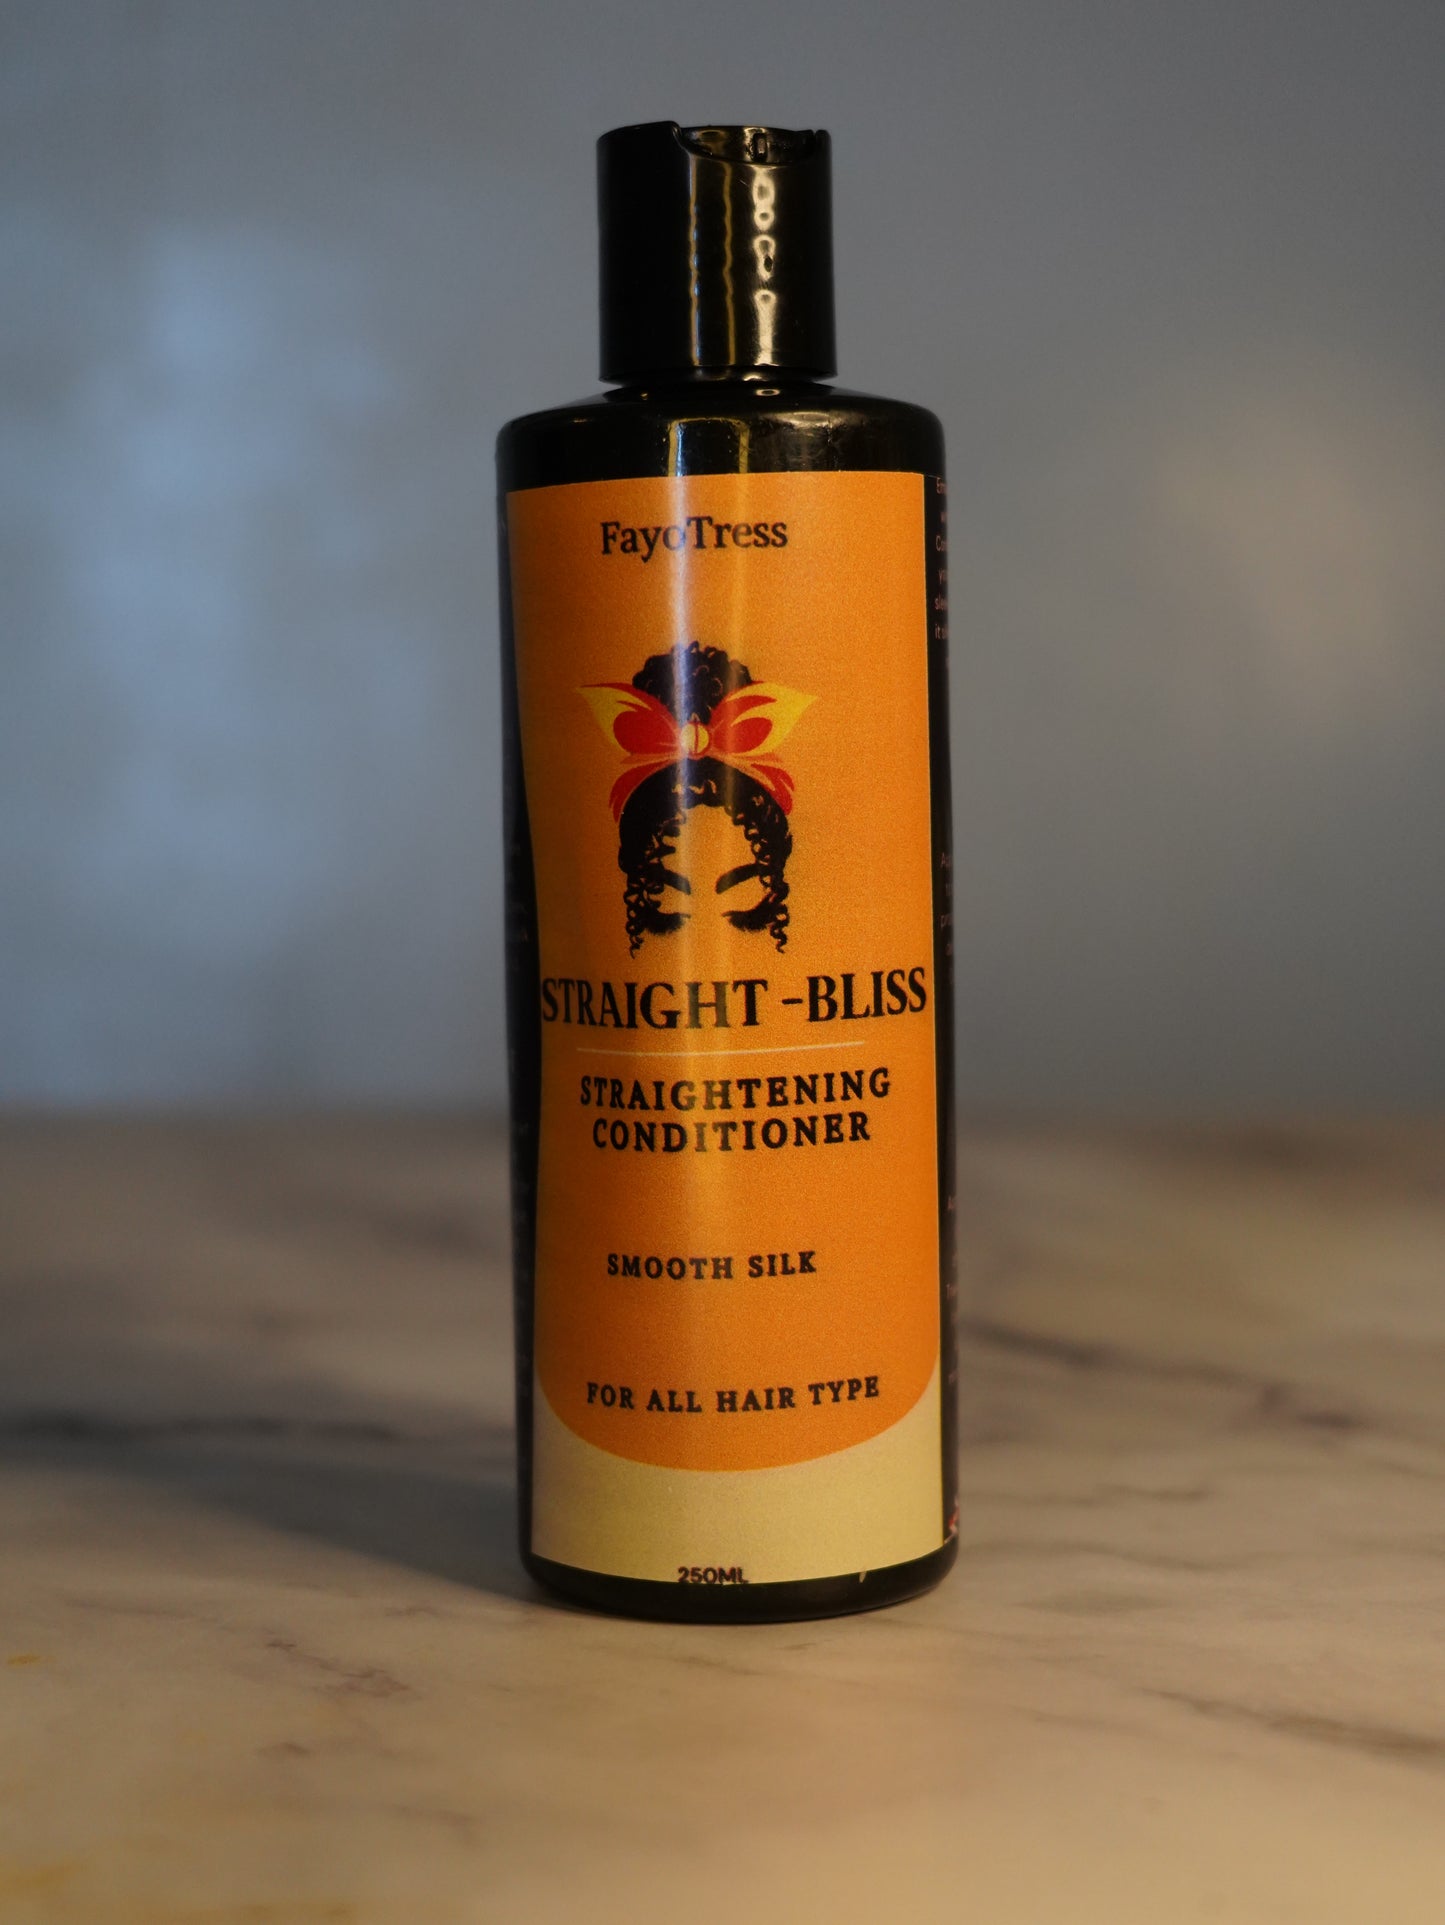 FayoTress
STRAIGHT -BLISS
STRAIGHTENING
CONDITIONER
SMOOTH SILK
FOR ALL HAIR TYPE
250ML